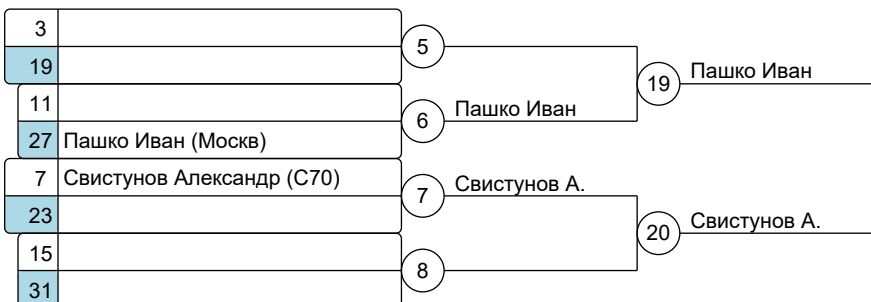 3
5
19
19 Пашко Иван
11
6 Пашко Иван
27 Пашко Иван (Москв)
7 Свистунов Александр (С70)
7 Свистунов А.
23
20 Свистунов А.
15
8
31